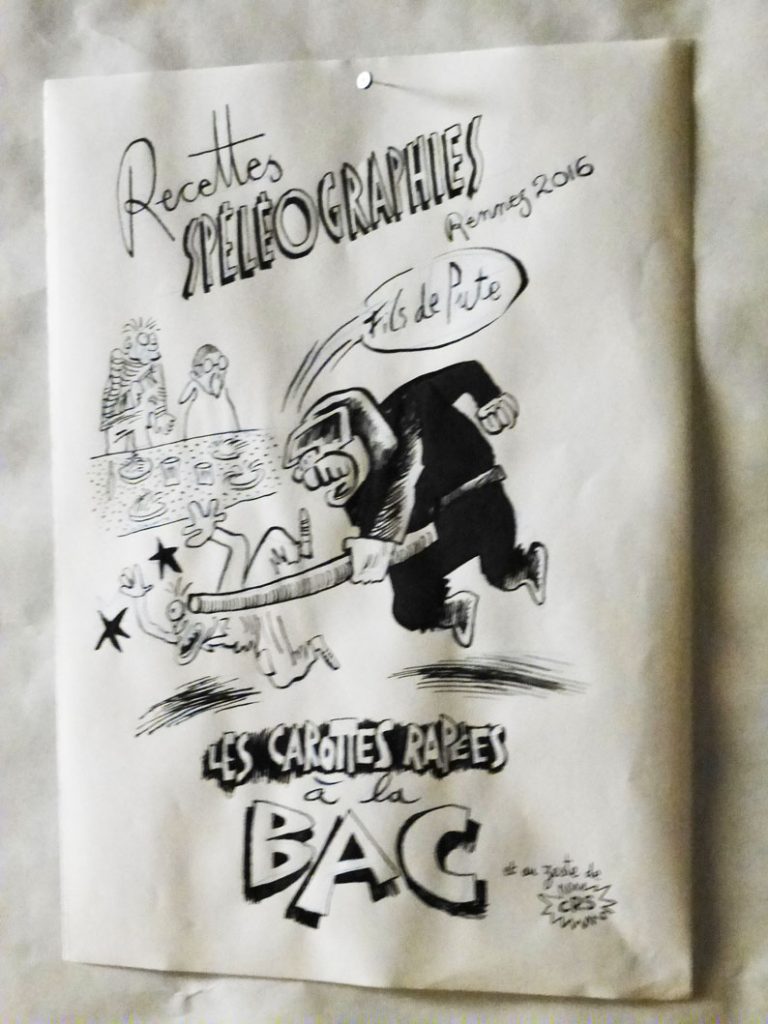 Recettes
SPÉLÉOGRAPHIES
Rennes 2016
Fils de Pute
LES CAROTTES RAPÉES
à la
BAC
et au zeste de
CRS